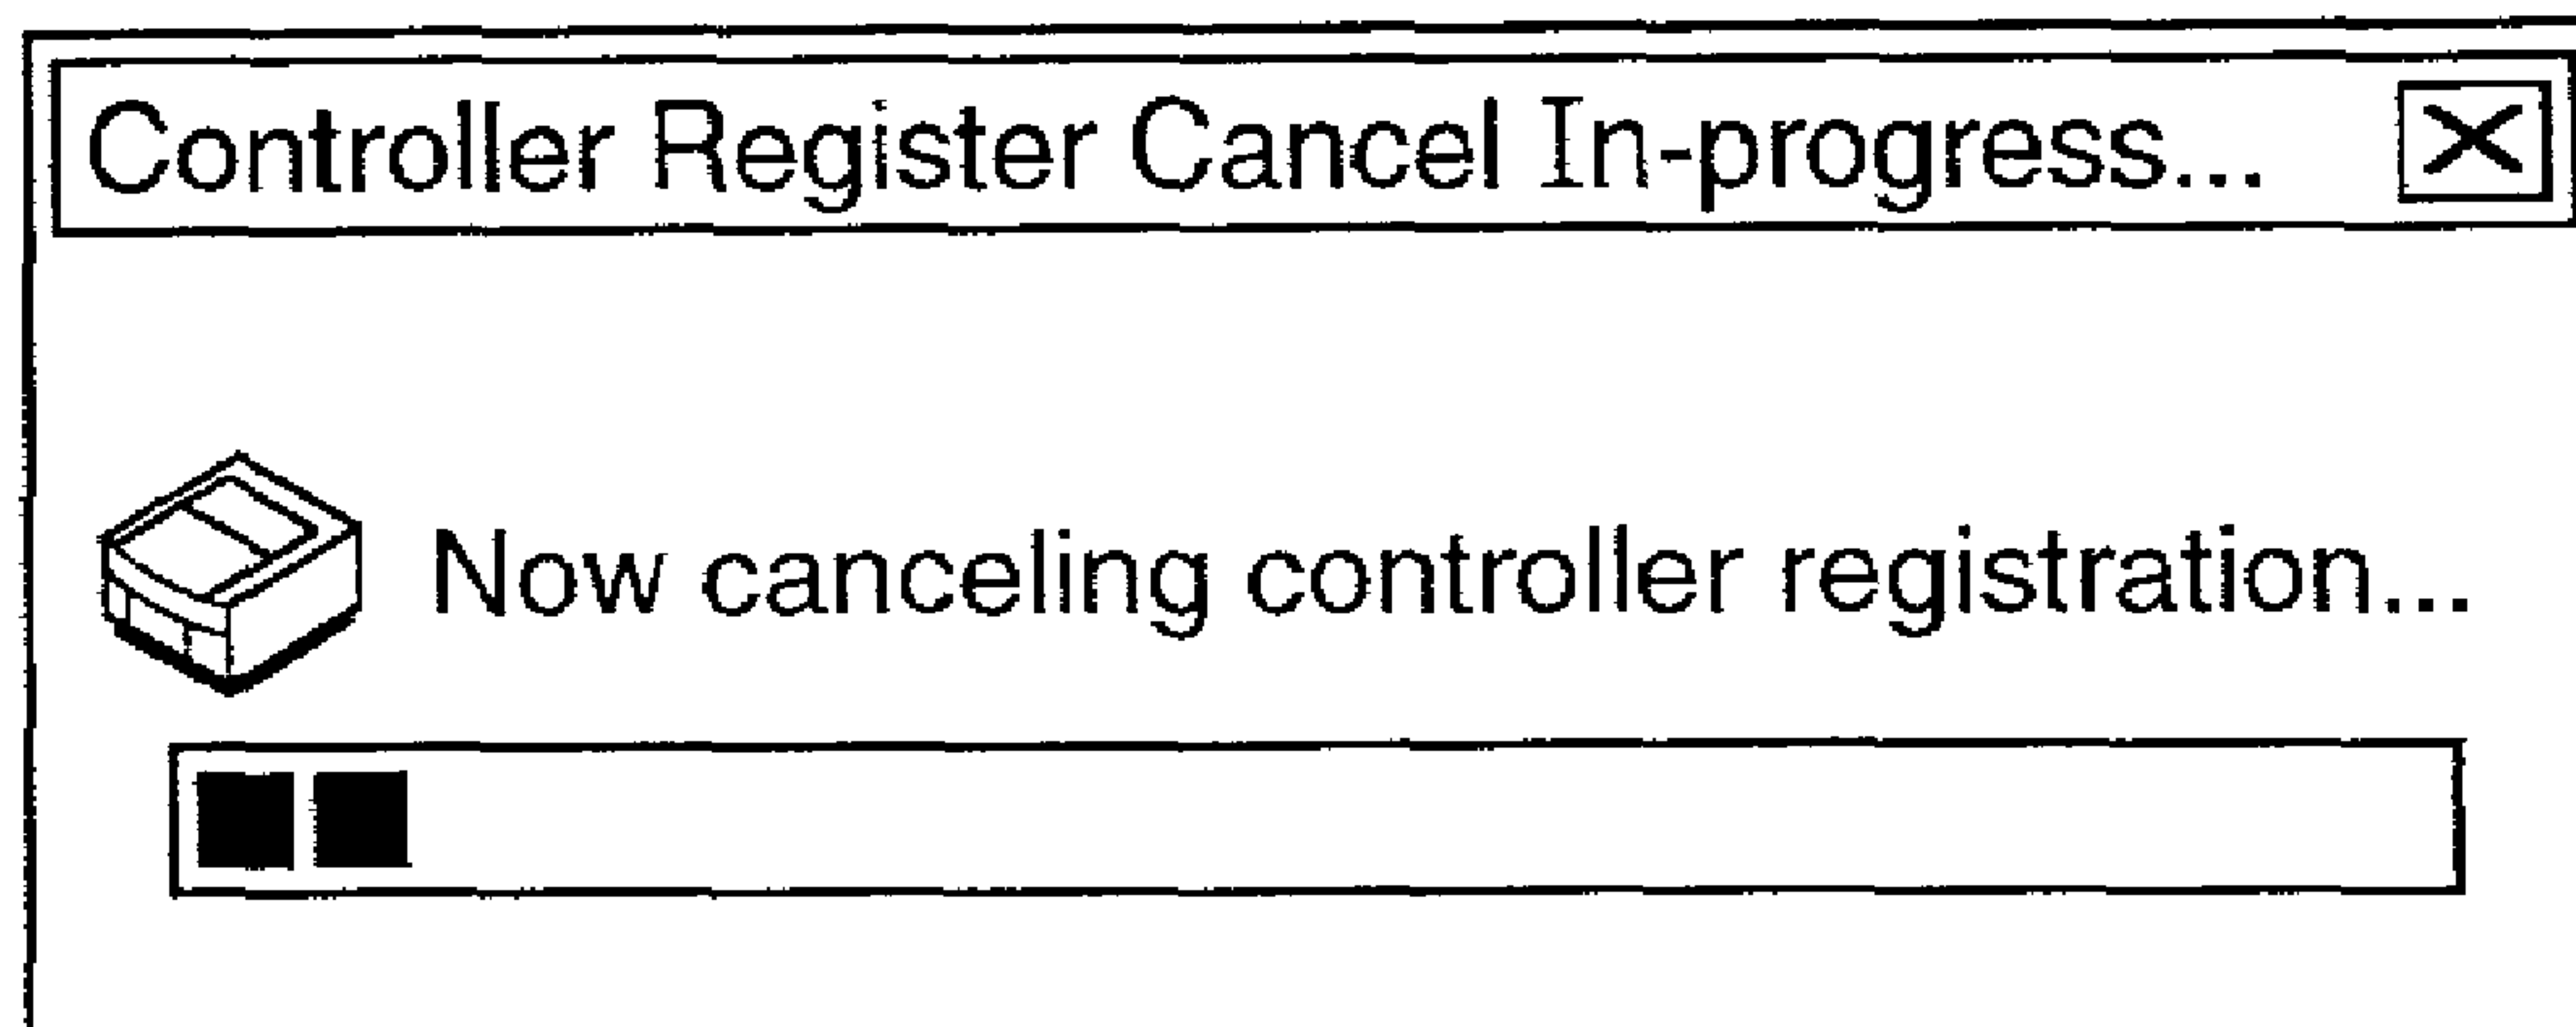 Controller Register Cancel In-progress...
Now canceling controller registration...